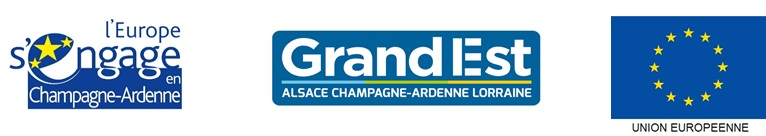 l'Europe
s'engage
en
Champagne-Ardenne
Grand Est
ALSACE CHAMPAGNE-ARDENNE LORRAINE
UNION EUROPEENNE